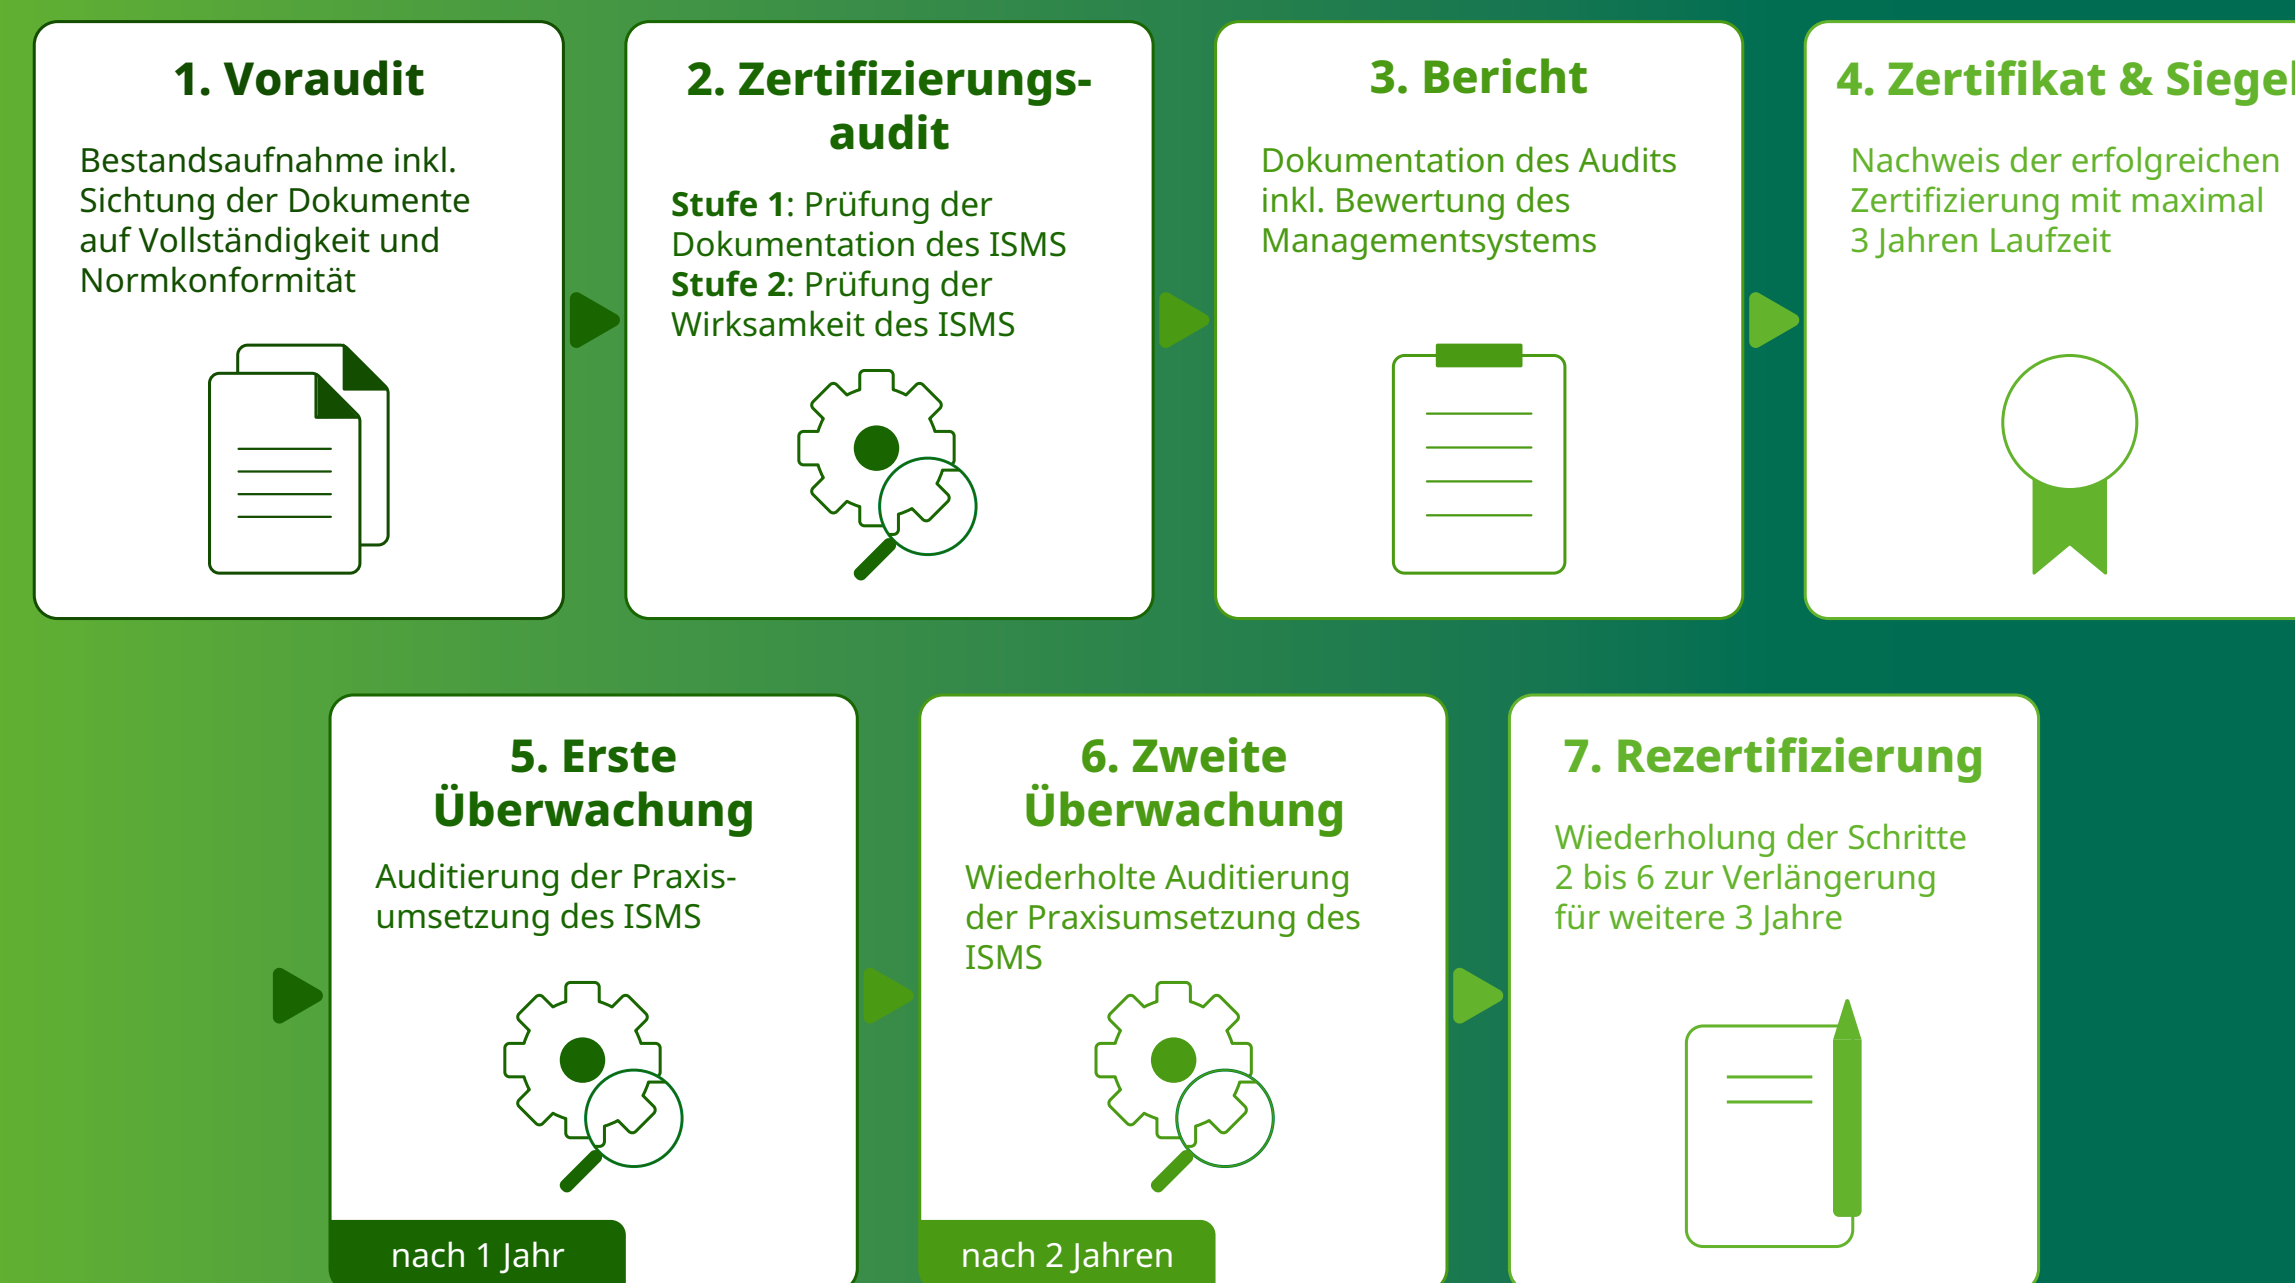 1. Voraudit
Bestandsaufnahme inkl.
Sichtung der Dokumente
auf Vollständigkeit und
Normkonformität
2. Zertifizierungs-
audit
Stufe 1: Prüfung der
Dokumentation des ISMS
Stufe 2: Prüfung der
Wirksamkeit des ISMS
3. Bericht
Dokumentation des Audits
inkl. Bewertung des
Managementsystems
4. Zertifikat & Siegel
Nachweis der erfolgreichen
Zertifizierung mit maximal
3 Jahren Laufzeit
5. Erste
Überwachung
Auditierung der Praxis-
umsetzung des ISMS
nach 1 Jahr
6. Zweite
Überwachung
Wiederholte Auditierung
der Praxisumsetzung des
ISMS
nach 2 Jahren
7. Rezertifizierung
Wiederholung der Schritte
2 bis 6 zur Verlängerung
für weitere 3 Jahre